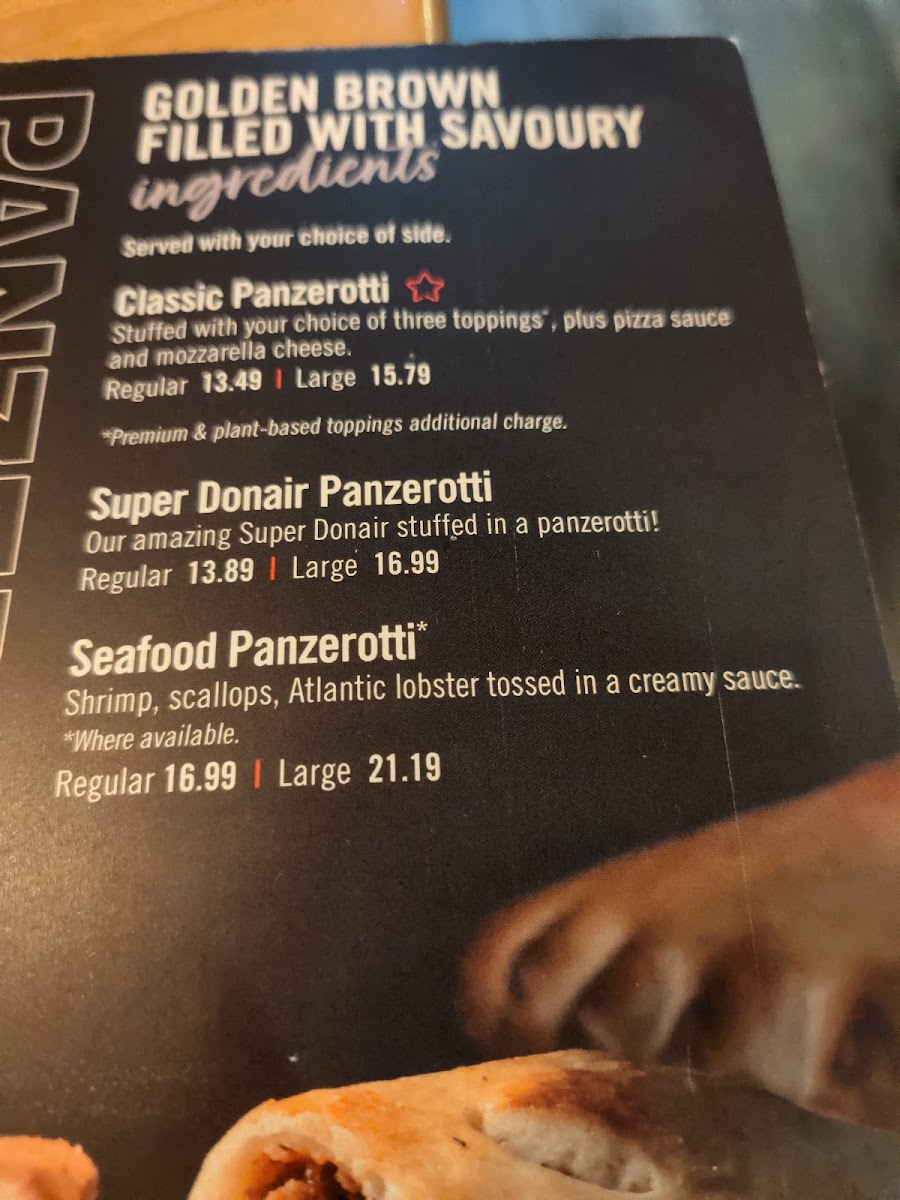 GOLDEN BROWN
FILLED WITH SAVOURY
ingredients
Served with your choice of side.
Classic Panzerotti
Stuffed with your choice of three toppings*, plus pizza sauce
and mozzarella cheese.
Regular 13.49 | Large 15.79
*Premium & plant-based toppings additional charge.
Super Donair Panzerotti
Our amazing Super Donair stuffed in a panzerotti!
Regular 13.89 | Large 16.99
Seafood Panzerotti*
Shrimp, scallops, Atlantic lobster tossed in a creamy sauce.
*Where available.
Regular 16.99 | Large 21.19